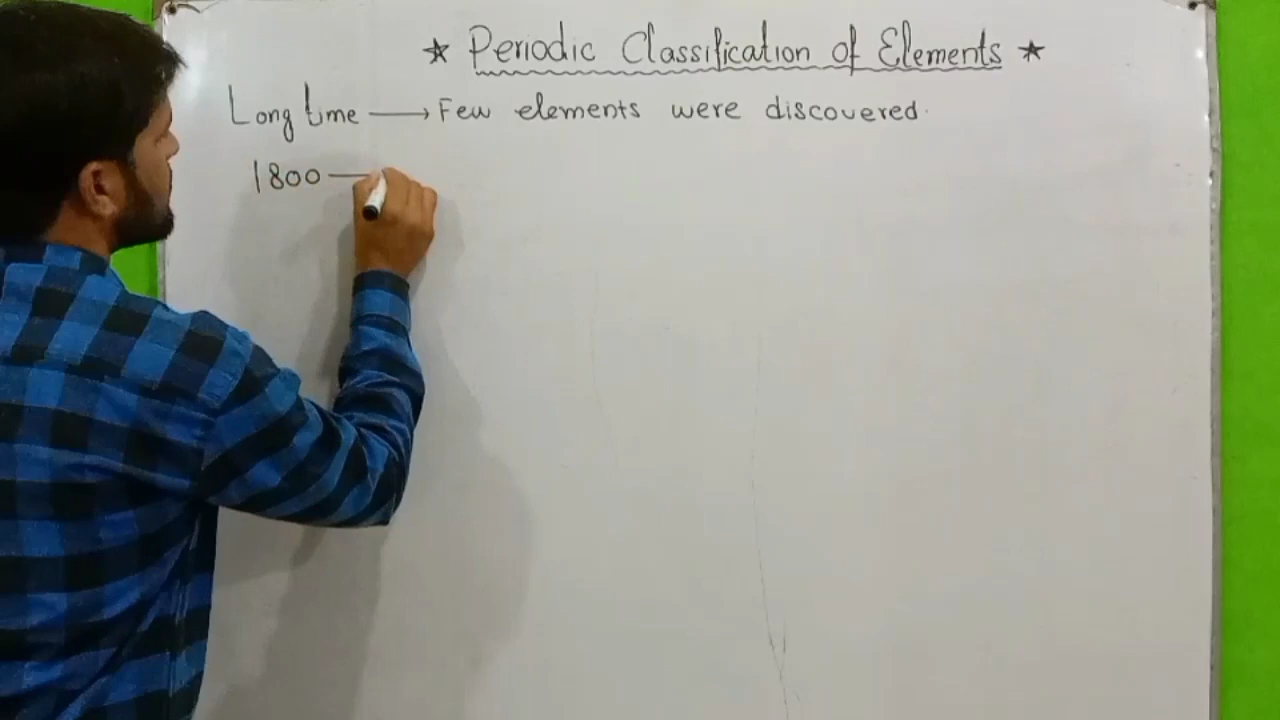 ★ Periodic Classification of Elements ★
Long time → Few elements were discovered.
1800 —